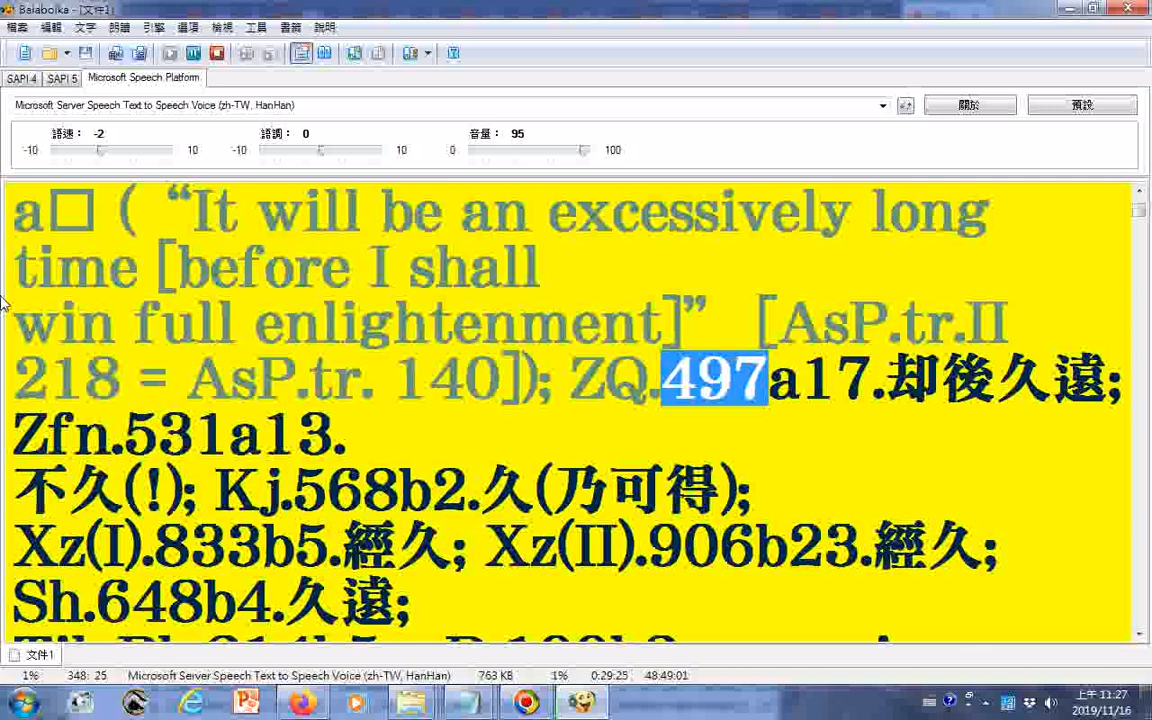 Balabolka - [文件1]
檔案 編輯 文字 朗讀 引擎 選項 檢視 工具 書籤 說明
SAPI 4 SAPI 5 Microsoft Speech Platform
Microsoft Server Speech Text to Speech Voice (zh-TW, HanHan) 關於 預設
語速： -2 語調： 0 音量： 95
-10 10 -10 10 0 100
a□ (“It will be an excessively long
time [before I shall
win full enlightenment]” [AsP.tr.II
218 = AsP.tr. 140]); ZQ.497a17.却後久遠;
Zfn.531a13.
不久(!); Kj.568b2.久(乃可得);
Xz(I).833b5.經久; Xz(II).906b23.經久;
Sh.648b4.久遠;
文件1
1% 348: 25 Microsoft Server Speech Text to Speech Voice (zh-TW, HanHan) 763 KB 1% 0:29:25 48:49:01
上午 11:27
2019/11/16